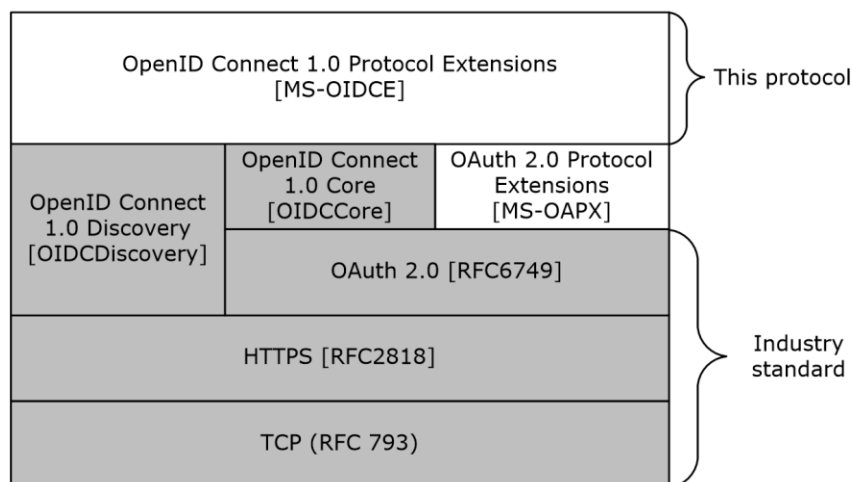 OpenID Connect 1.0 Protocol Extensions
[MS-OIDCE]
This protocol
OpenID Connect
1.0 Discovery
[OIDCDiscovery]
OpenID Connect
1.0 Core
[OIDCCore]
OAuth 2.0 Protocol
Extensions
[MS-OAPX]
OAuth 2.0 [RFC6749]
HTTPS [RFC2818]
Industry
standard
TCP (RFC 793)